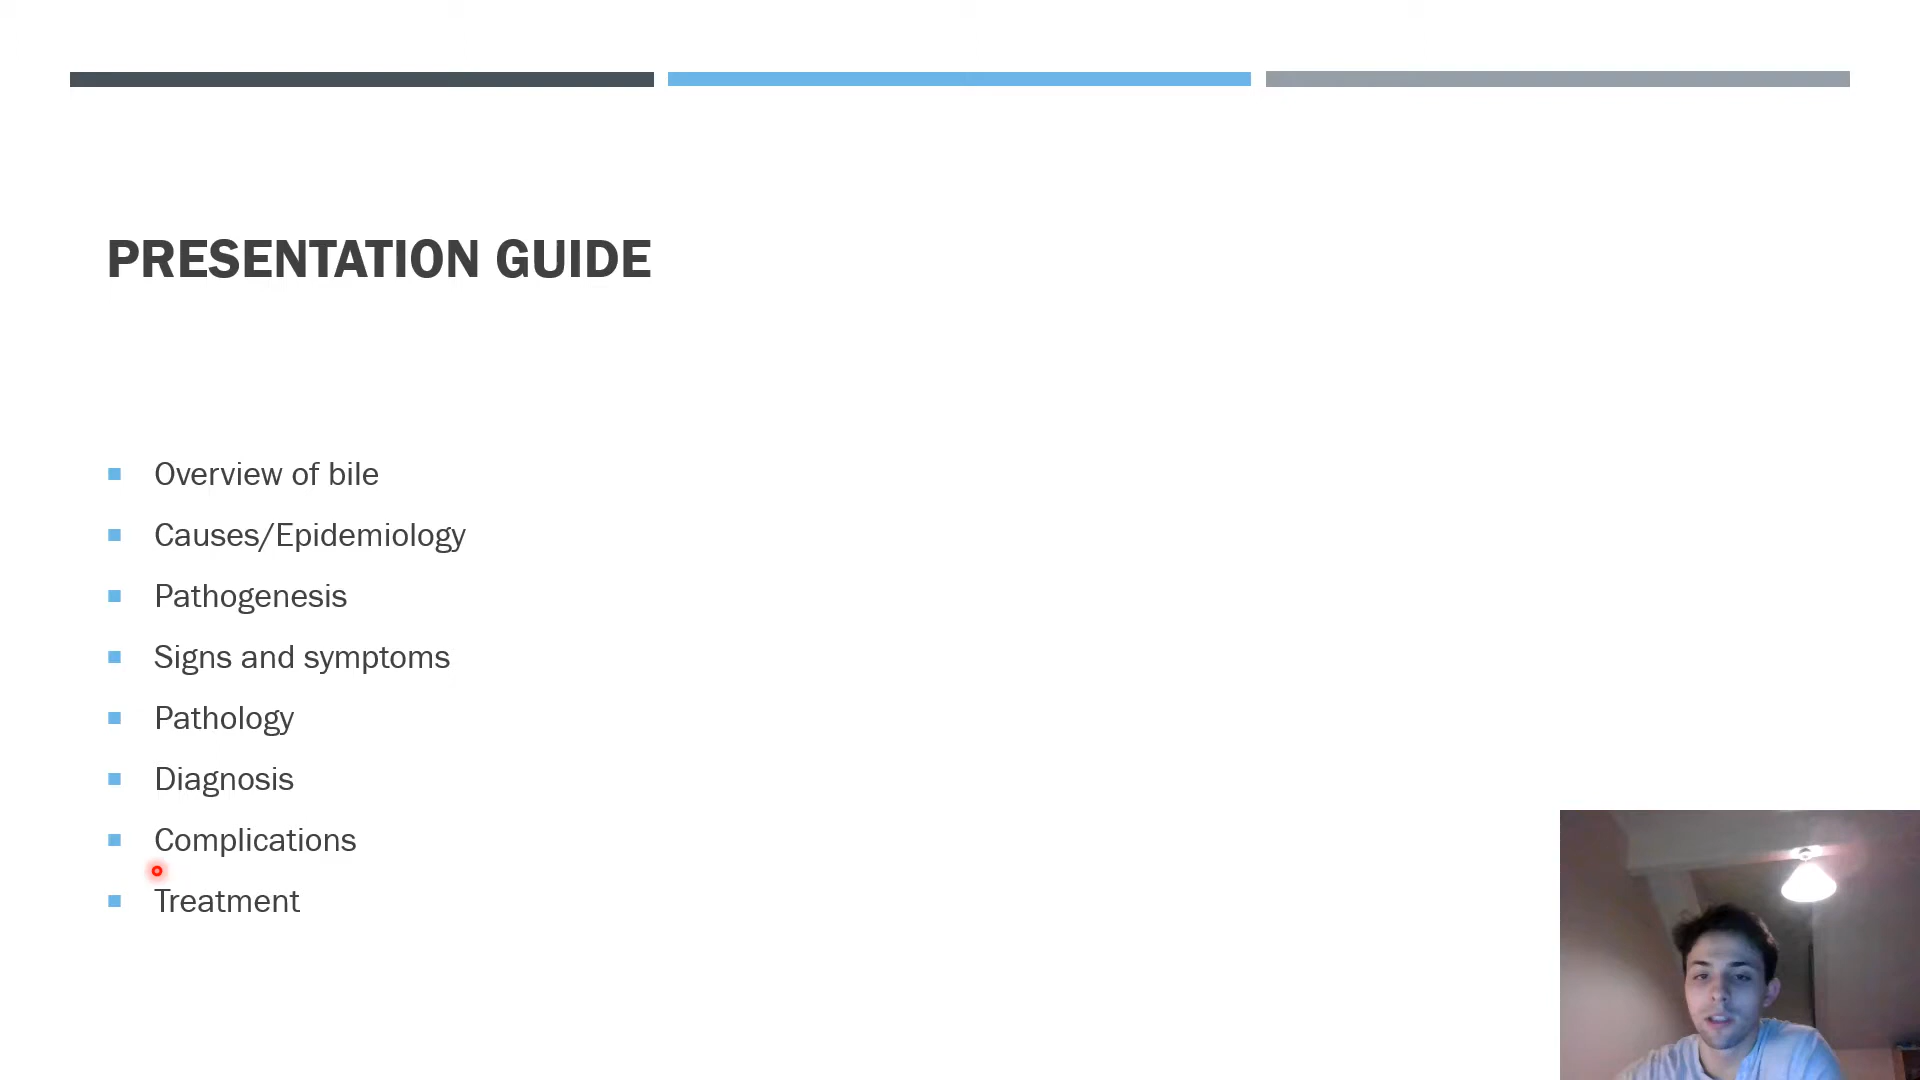 PRESENTATION GUIDE
Overview of bile
Causes/Epidemiology
Pathogenesis
Signs and symptoms
Pathology
Diagnosis
Complications
Treatment